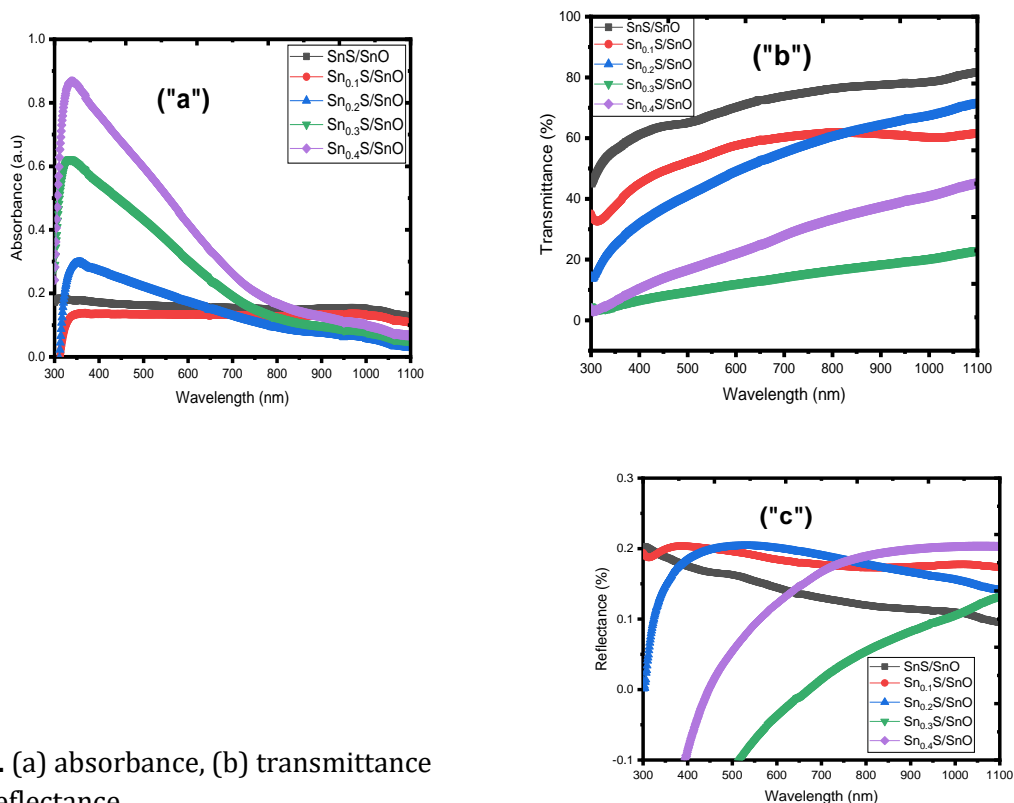 ("a")
SnS/SnO
Sn0.1S/SnO
Sn0.2S/SnO
Sn0.3S/SnO
Sn0.4S/SnO
Absorbance (a.u)
1.0
0.8
0.6
0.4
0.2
0.0
300 400 500 600 700 800 900 1000 1100
Wavelength (nm)
("b")
SnS/SnO
Sn0.1S/SnO
Sn0.2S/SnO
Sn0.3S/SnO
Sn0.4S/SnO
Transmittance (%)
100
80
60
40
20
0
300 400 500 600 700 800 900 1000 1100
Wavelength (nm)
("c")
Reflectance (%)
0.3
0.2
0.1
0.0
-0.1
SnS/SnO
Sn0.1S/SnO
Sn0.2S/SnO
Sn0.3S/SnO
Sn0.4S/SnO
300 400 500 600 700 800 900 1000 1100
Wavelength (nm)
. (a) absorbance, (b) transmittance
eflectance